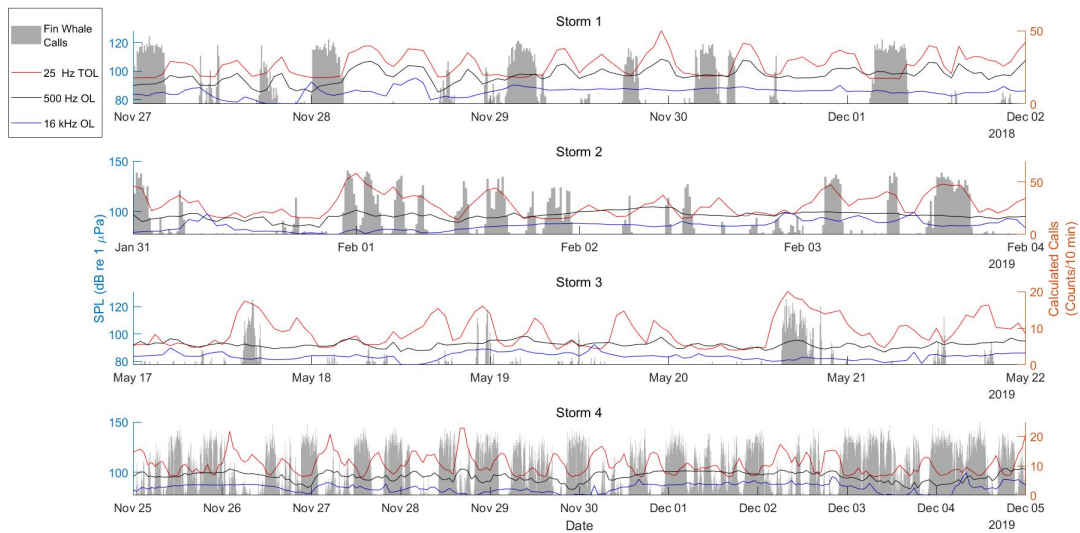 Fin Whale
Calls
25 Hz TOL
500 Hz OL
16 kHz OL
Storm 1
120
100
80
50
0
Nov 27
Nov 28
Nov 29
Nov 30
Dec 01
Dec 02
2018
Storm 2
150
100
50
0
Jan 31
Feb 01
Feb 02
Feb 03
Feb 04
2019
SPL (dB re 1 μPa)
Calculated Calls
(Counts/10 min)
Storm 3
120
100
80
20
10
0
May 17
May 18
May 19
May 20
May 21
May 22
2019
Storm 4
150
100
20
10
0
Nov 25
Nov 26
Nov 27
Nov 28
Nov 29
Nov 30
Dec 01
Dec 02
Dec 03
Dec 04
Dec 05
Date
2019